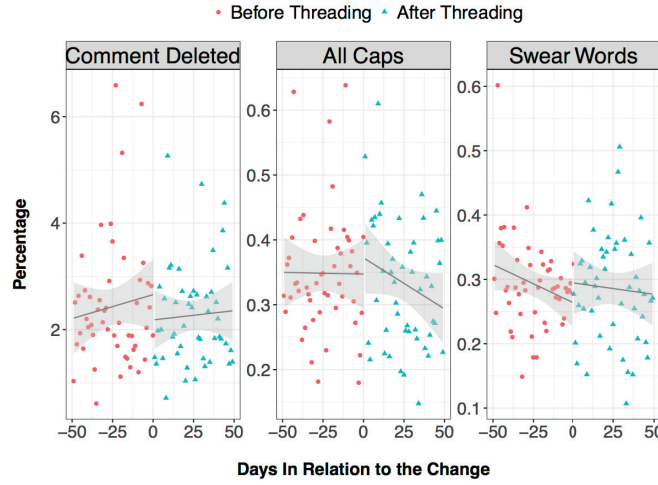 Before Threading After Threading
Comment Deleted All Caps Swear Words
Percentage
6
4
2
0.6
0.5
0.4
0.3
0.2
0.6
0.5
0.4
0.3
0.2
0.1
−50 −25 0 25 50 −50 −25 0 25 50 −50 −25 0 25 50
Days In Relation to the Change